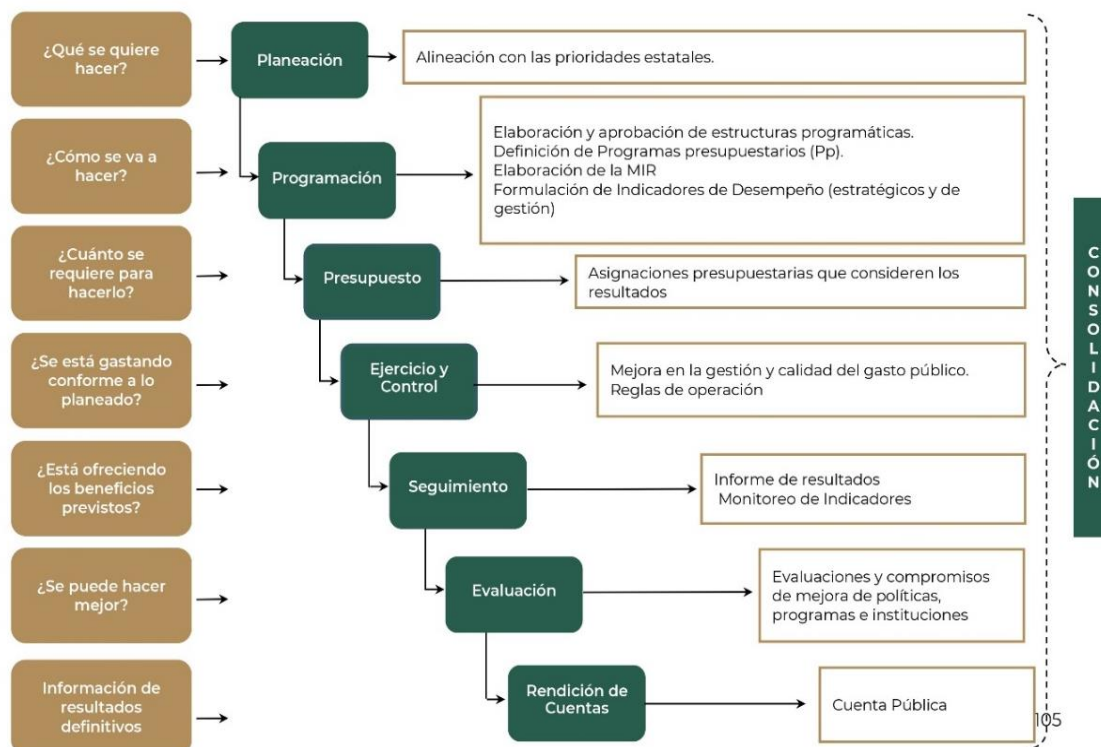 ¿Qué se quiere
hacer?
Planeación
Alineación con las prioridades estatales.
¿Cómo se va a
hacer?
Programación
Elaboración y aprobación de estructuras programáticas.
Definición de Programas presupuestarios (Pp).
Elaboración de la MIR
Formulación de Indicadores de Desempeño (estratégicos y de
gestión)
¿Cuánto se
requiere para
hacerlo?
Presupuesto
Asignaciones presupuestarias que consideren los
resultados
¿Se está gastando
conforme a lo
planeado?
Ejercicio y
Control
Mejora en la gestión y calidad del gasto público.
Reglas de operación
¿Está ofreciendo
los beneficios
previstos?
Seguimiento
Informe de resultados
Monitoreo de Indicadores
¿Se puede hacer
mejor?
Evaluación
Evaluaciones y compromisos
de mejora de políticas,
programas e instituciones
Información de
resultados
definitivos
Rendición de
Cuentas
Cuenta Pública
CONSOLIDACIÓN
105